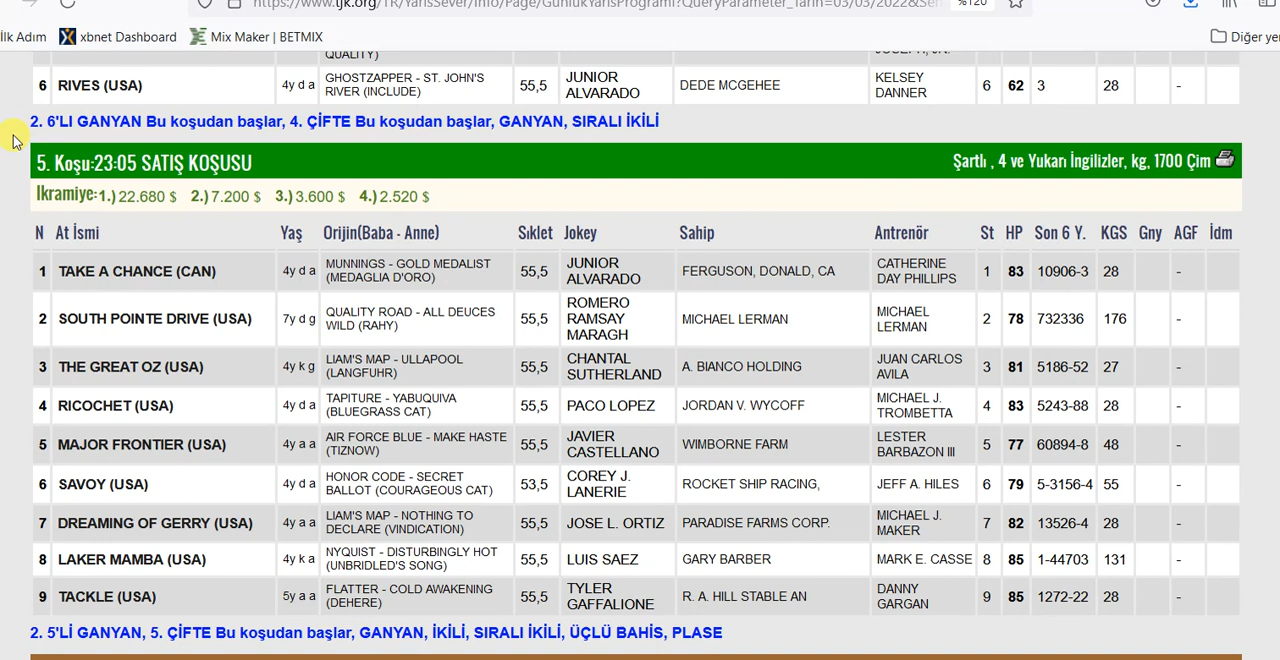 https://www.tjk.org/TR/YarisSever/Info/Page/GunlukYarisProgrami?QueryParameter_Tarih=03/03/2022&Seh
%120
İlk Adım xbnet Dashboard Mix Maker | BETMIX Diğer yer
QUALITY) JOSEPH, JR.
6 RIVES (USA) 4y d a GHOSTZAPPER - ST. JOHN'S RIVER (INCLUDE) 55,5 JUNIOR ALVARADO DEDE MCGEHEE KELSEY DANNER 6 62 3 28 -
2. 6'LI GANYAN Bu koşudan başlar, 4. ÇİFTE Bu koşudan başlar, GANYAN, SIRALI İKİLİ
5. Koşu:23:05 SATIŞ KOŞUSU Şartlı , 4 ve Yukarı İngilizler, kg, 1700 Çim
Ikramiye:1.) 22.680 $ 2.) 7.200 $ 3.) 3.600 $ 4.) 2.520 $
N At İsmi Yaş Orijin(Baba - Anne) Sıklet Jokey Sahip Antrenör St HP Son 6 Y. KGS Gny AGF İdm
1 TAKE A CHANCE (CAN) 4y d a MUNNINGS - GOLD MEDALIST (MEDAGLIA D'ORO) 55,5 JUNIOR ALVARADO FERGUSON, DONALD, CA CATHERINE DAY PHILLIPS 1 83 10906-3 28 -
2 SOUTH POINTE DRIVE (USA) 7y d g QUALITY ROAD - ALL DEUCES WILD (RAHY) 55,5 ROMERO RAMSAY MARAGH MICHAEL LERMAN MICHAEL LERMAN 2 78 732336 176 -
3 THE GREAT OZ (USA) 4y k g LIAM'S MAP - ULLAPOOL (LANGFUHR) 55,5 CHANTAL SUTHERLAND A. BIANCO HOLDING JUAN CARLOS AVILA 3 81 5186-52 27 -
4 RICOCHET (USA) 4y d a TAPITURE - YABUQUIVA (BLUEGRASS CAT) 55,5 PACO LOPEZ JORDAN V. WYCOFF MICHAEL J. TROMBETTA 4 83 5243-88 28 -
5 MAJOR FRONTIER (USA) 4y a a AIR FORCE BLUE - MAKE HASTE (TIZNOW) 55,5 JAVIER CASTELLANO WIMBORNE FARM LESTER BARBAZON III 5 77 60894-8 48 -
6 SAVOY (USA) 4y d a HONOR CODE - SECRET BALLOT (COURAGEOUS CAT) 53,5 COREY J. LANERIE ROCKET SHIP RACING, JEFF A. HILES 6 79 5-3156-4 55 -
7 DREAMING OF GERRY (USA) 4y a a LIAM'S MAP - NOTHING TO DECLARE (VINDICATION) 55,5 JOSE L. ORTIZ PARADISE FARMS CORP. MICHAEL J. MAKER 7 82 13526-4 28 -
8 LAKER MAMBA (USA) 4y k a NYQUIST - DISTURBINGLY HOT (UNBRIDLED'S SONG) 55,5 LUIS SAEZ GARY BARBER MARK E. CASSE 8 85 1-44703 131 -
9 TACKLE (USA) 5y a a FLATTER - COLD AWAKENING (DEHERE) 55,5 TYLER GAFFALIONE R. A. HILL STABLE AN DANNY GARGAN 9 85 1272-22 28 -
2. 5'Lİ GANYAN, 5. ÇİFTE Bu koşudan başlar, GANYAN, İKİLİ, SIRALI İKİLİ, ÜÇLÜ BAHİS, PLASE